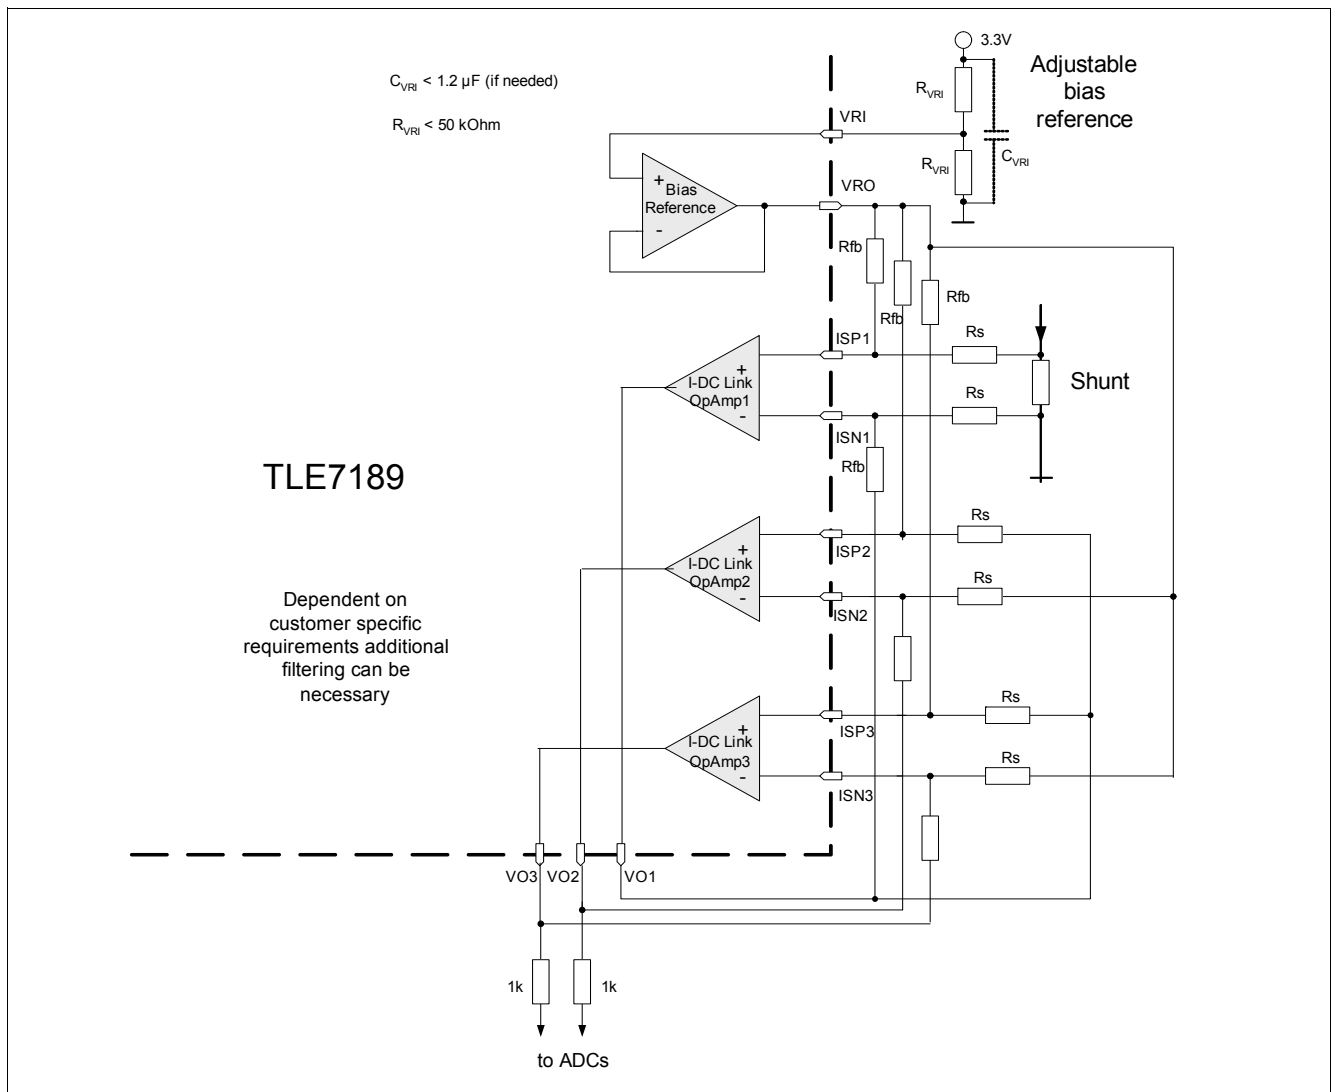 3.3V
Adjustable
bias
reference
C_VRI < 1.2 µF (if needed)
R_VRI < 50 kOhm
R_VRI
VRI
R_VRI
C_VRI
VRO
+
Bias
Reference
-
Rfb
Rfb
Rfb
ISP1
Rs
+
I-DC Link
OpAmp1
-
Shunt
Rs
ISN1
Rfb
TLE7189
Rs
ISP2
+
I-DC Link
OpAmp2
-
Rs
ISN2
Dependent on
customer specific
requirements additional
filtering can be
necessary
Rs
ISP3
+
I-DC Link
OpAmp3
-
Rs
ISN3
VO3
VO2
VO1
1k
1k
to ADCs